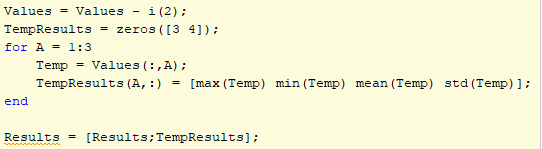 Values = Values - i(2);
TempResults = zeros([3 4]);
for A = 1:3
    Temp = Values(:,A);
    TempResults(A,:) = [max(Temp) min(Temp) mean(Temp) std(Temp)];
end

Results = [Results;TempResults];